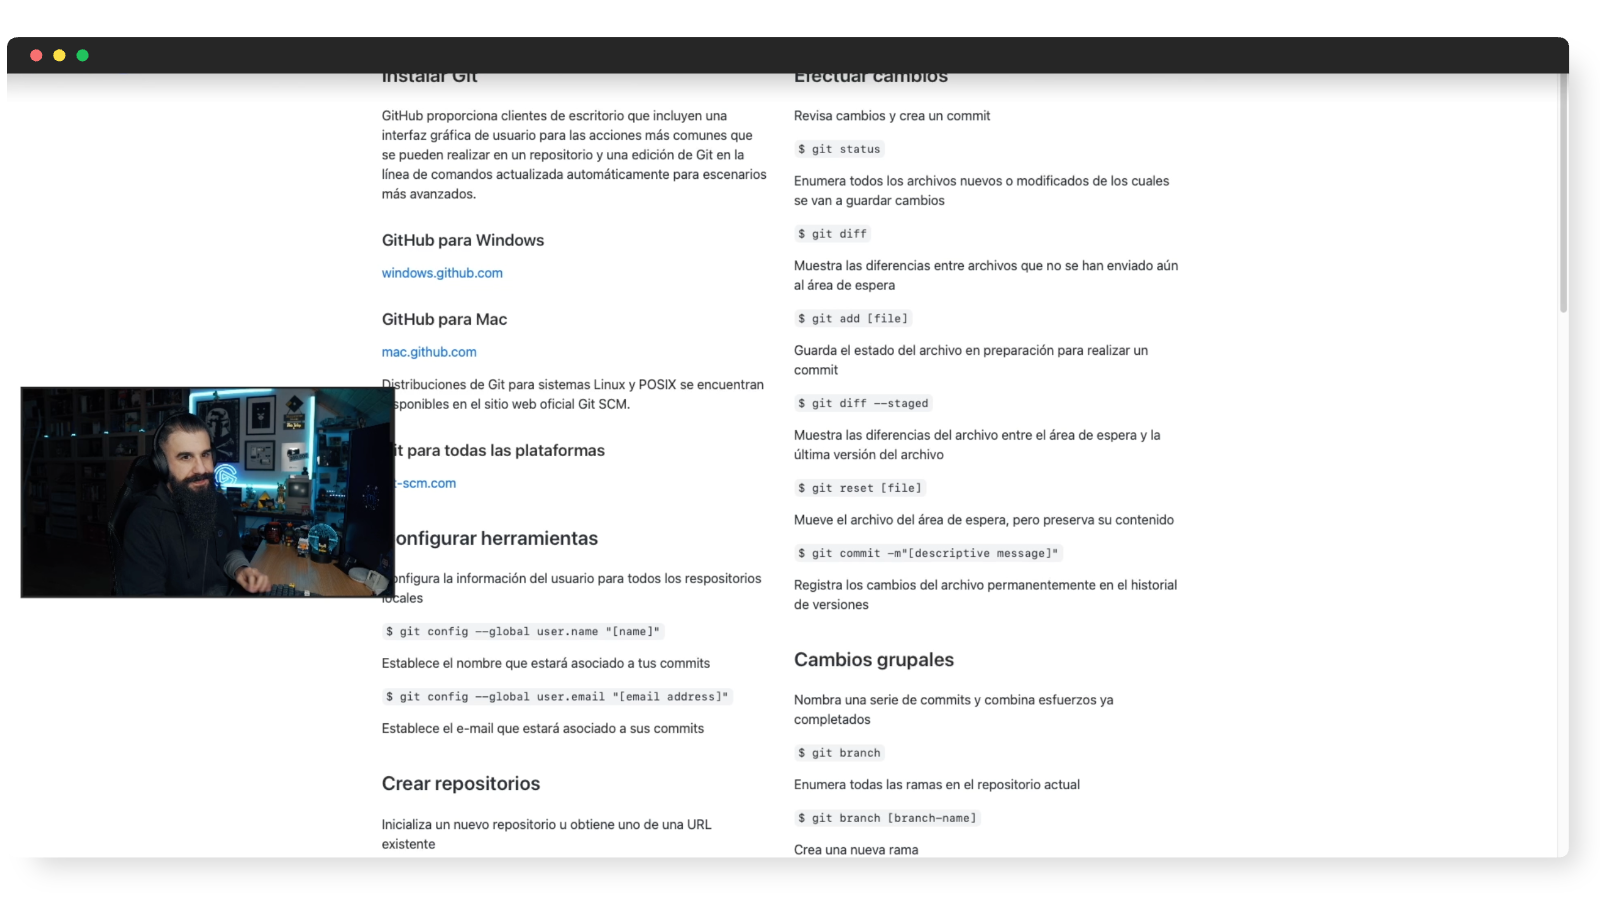 Instalar Git
GitHub proporciona clientes de escritorio que incluyen una
interfaz gráfica de usuario para las acciones más comunes que
se pueden realizar en un repositorio y una edición de Git en la
línea de comandos actualizada automáticamente para escenarios
más avanzados.
GitHub para Windows
windows.github.com
GitHub para Mac
mac.github.com
Distribuciones de Git para sistemas Linux y POSIX se encuentran
sponibles en el sitio web oficial Git SCM.
it para todas las plataformas
t-scm.com
onfigurar herramientas
onfigura la información del usuario para todos los respositorios
locales
$ git config --global user.name "[name]"
Establece el nombre que estará asociado a tus commits
$ git config --global user.email "[email address]"
Establece el e-mail que estará asociado a sus commits
Crear repositorios
Inicializa un nuevo repositorio u obtiene uno de una URL
existente
Efectuar cambios
Revisa cambios y crea un commit
$ git status
Enumera todos los archivos nuevos o modificados de los cuales
se van a guardar cambios
$ git diff
Muestra las diferencias entre archivos que no se han enviado aún
al área de espera
$ git add [file]
Guarda el estado del archivo en preparación para realizar un
commit
$ git diff --staged
Muestra las diferencias del archivo entre el área de espera y la
última versión del archivo
$ git reset [file]
Mueve el archivo del área de espera, pero preserva su contenido
$ git commit -m"[descriptive message]"
Registra los cambios del archivo permanentemente en el historial
de versiones
Cambios grupales
Nombra una serie de commits y combina esfuerzos ya
completados
$ git branch
Enumera todas las ramas en el repositorio actual
$ git branch [branch-name]
Crea una nueva rama